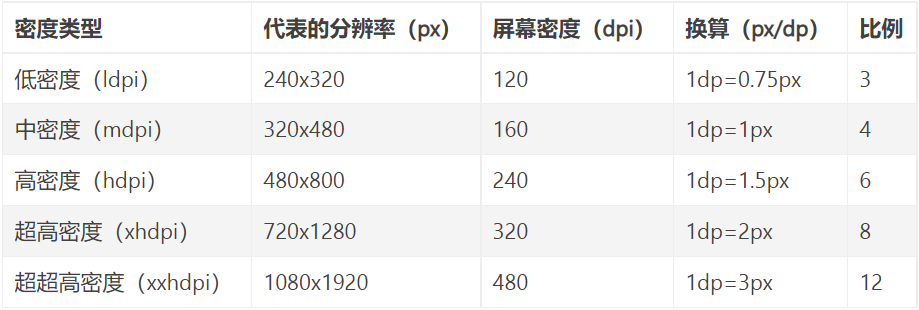 密度类型 代表的分辨率（px） 屏幕密度（dpi） 换算（px/dp） 比例
低密度（ldpi） 240x320 120 1dp=0.75px 3
中密度（mdpi） 320x480 160 1dp=1px 4
高密度（hdpi） 480x800 240 1dp=1.5px 6
超高密度（xhdpi） 720x1280 320 1dp=2px 8
超超高密度（xxhdpi） 1080x1920 480 1dp=3px 12